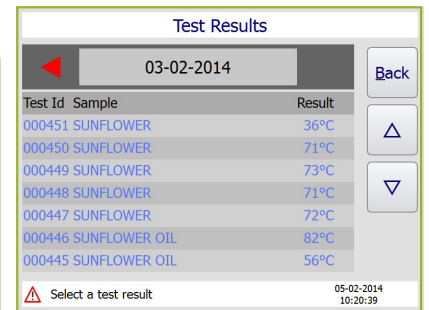 Test Results
03-02-2014
Back
Test Id Sample Result
000451 SUNFLOWER 36°C
000450 SUNFLOWER 71°C
000449 SUNFLOWER 73°C
000448 SUNFLOWER 71°C
000447 SUNFLOWER 72°C
000446 SUNFLOWER OIL 82°C
000445 SUNFLOWER OIL 56°C
Select a test result
05-02-2014
10:20:39